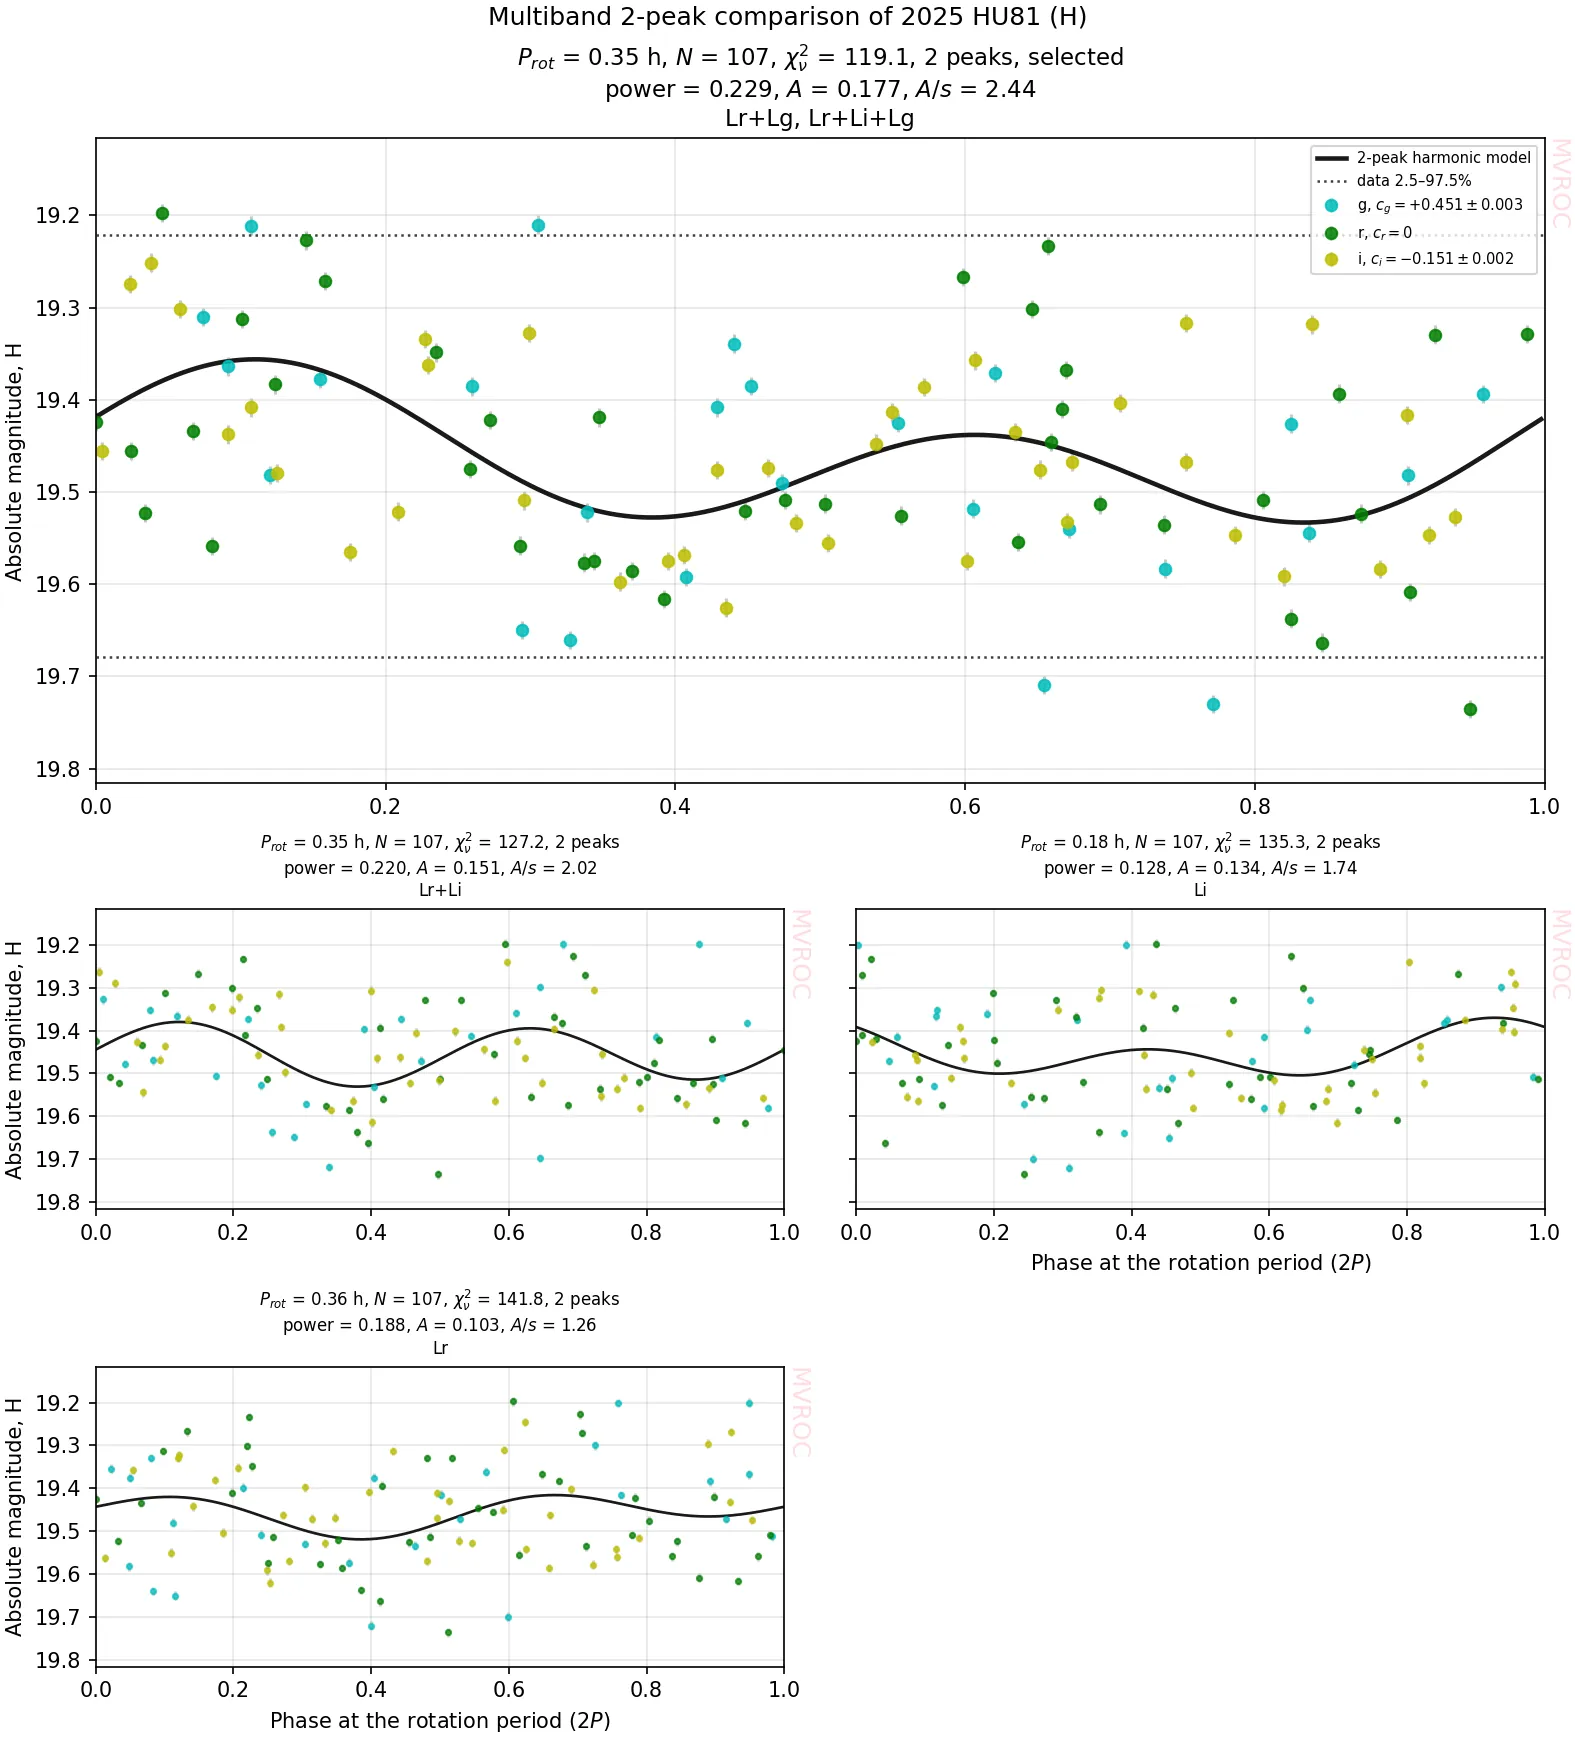 Multiband 2-peak comparison of 2025 HU81 (H)
P_rot = 0.35 h, N = 107, χ²_ν = 119.1, 2 peaks, selected
power = 0.229, A = 0.177, A/s = 2.44
Lr+Lg, Lr+Li+Lg
2-peak harmonic model
data 2.5–97.5%
g, c_g = +0.451 ± 0.003
r, c_r = 0
i, c_i = −0.151 ± 0.002
MVROC
Absolute magnitude, H
19.2
19.3
19.4
19.5
19.6
19.7
19.8
0.0 0.2 0.4 0.6 0.8 1.0
P_rot = 0.35 h, N = 107, χ²_ν = 127.2, 2 peaks
power = 0.220, A = 0.151, A/s = 2.02
Lr+Li
MVROC
Absolute magnitude, H
19.2
19.3
19.4
19.5
19.6
19.7
19.8
0.0 0.2 0.4 0.6 0.8 1.0
P_rot = 0.18 h, N = 107, χ²_ν = 135.3, 2 peaks
power = 0.128, A = 0.134, A/s = 1.74
Li
MVROC
0.0 0.2 0.4 0.6 0.8 1.0
Phase at the rotation period (2P)
P_rot = 0.36 h, N = 107, χ²_ν = 141.8, 2 peaks
power = 0.188, A = 0.103, A/s = 1.26
Lr
MVROC
Absolute magnitude, H
19.2
19.3
19.4
19.5
19.6
19.7
19.8
0.0 0.2 0.4 0.6 0.8 1.0
Phase at the rotation period (2P)